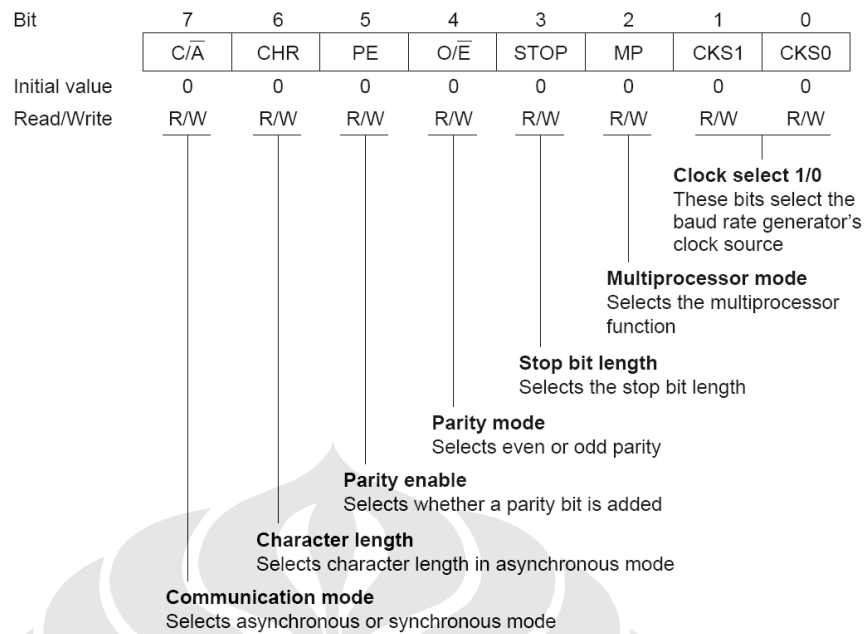 Bit 7 6 5 4 3 2 1 0
C/A̅ CHR PE O/E̅ STOP MP CKS1 CKS0
Initial value 0 0 0 0 0 0 0 0
Read/Write R/W R/W R/W R/W R/W R/W R/W R/W
Clock select 1/0
These bits select the
baud rate generator's
clock source
Multiprocessor mode
Selects the multiprocessor
function
Stop bit length
Selects the stop bit length
Parity mode
Selects even or odd parity
Parity enable
Selects whether a parity bit is added
Character length
Selects character length in asynchronous mode
Communication mode
Selects asynchronous or synchronous mode